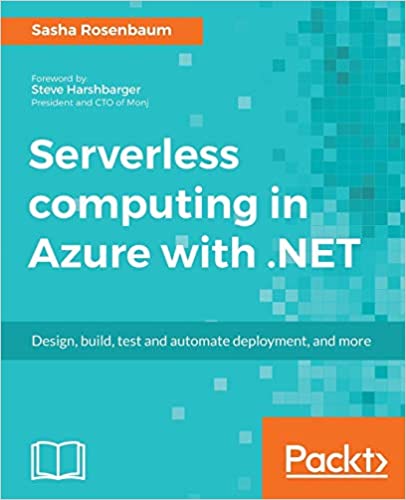 Sasha Rosenbaum
Foreword by:
Steve Harshbarger
President and CTO of Monj
Serverless
computing in
Azure with .NET
Design, build, test and automate deployment, and more
Packt>